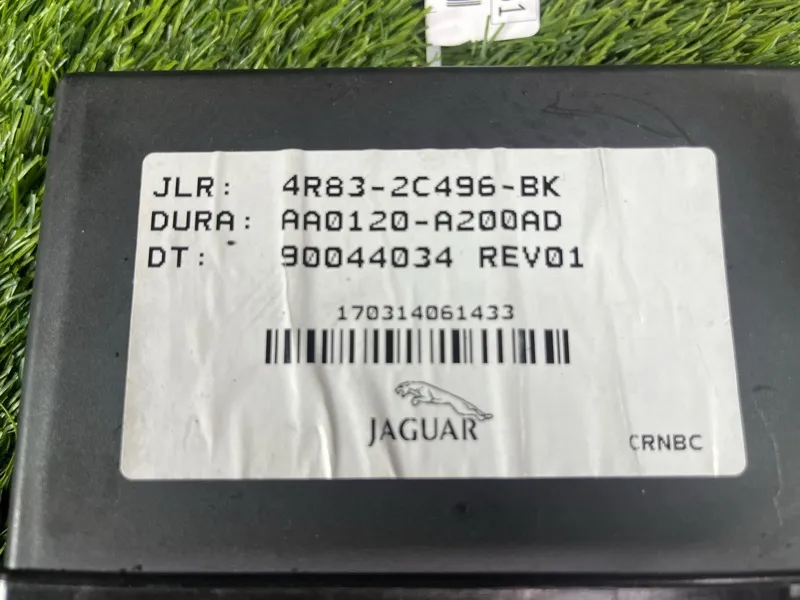 JLR: 4R83-2C496-BK
DURA: AA0120-A200AD
DT: 90044034 REV01
170314061433
JAGUAR
CRNBC